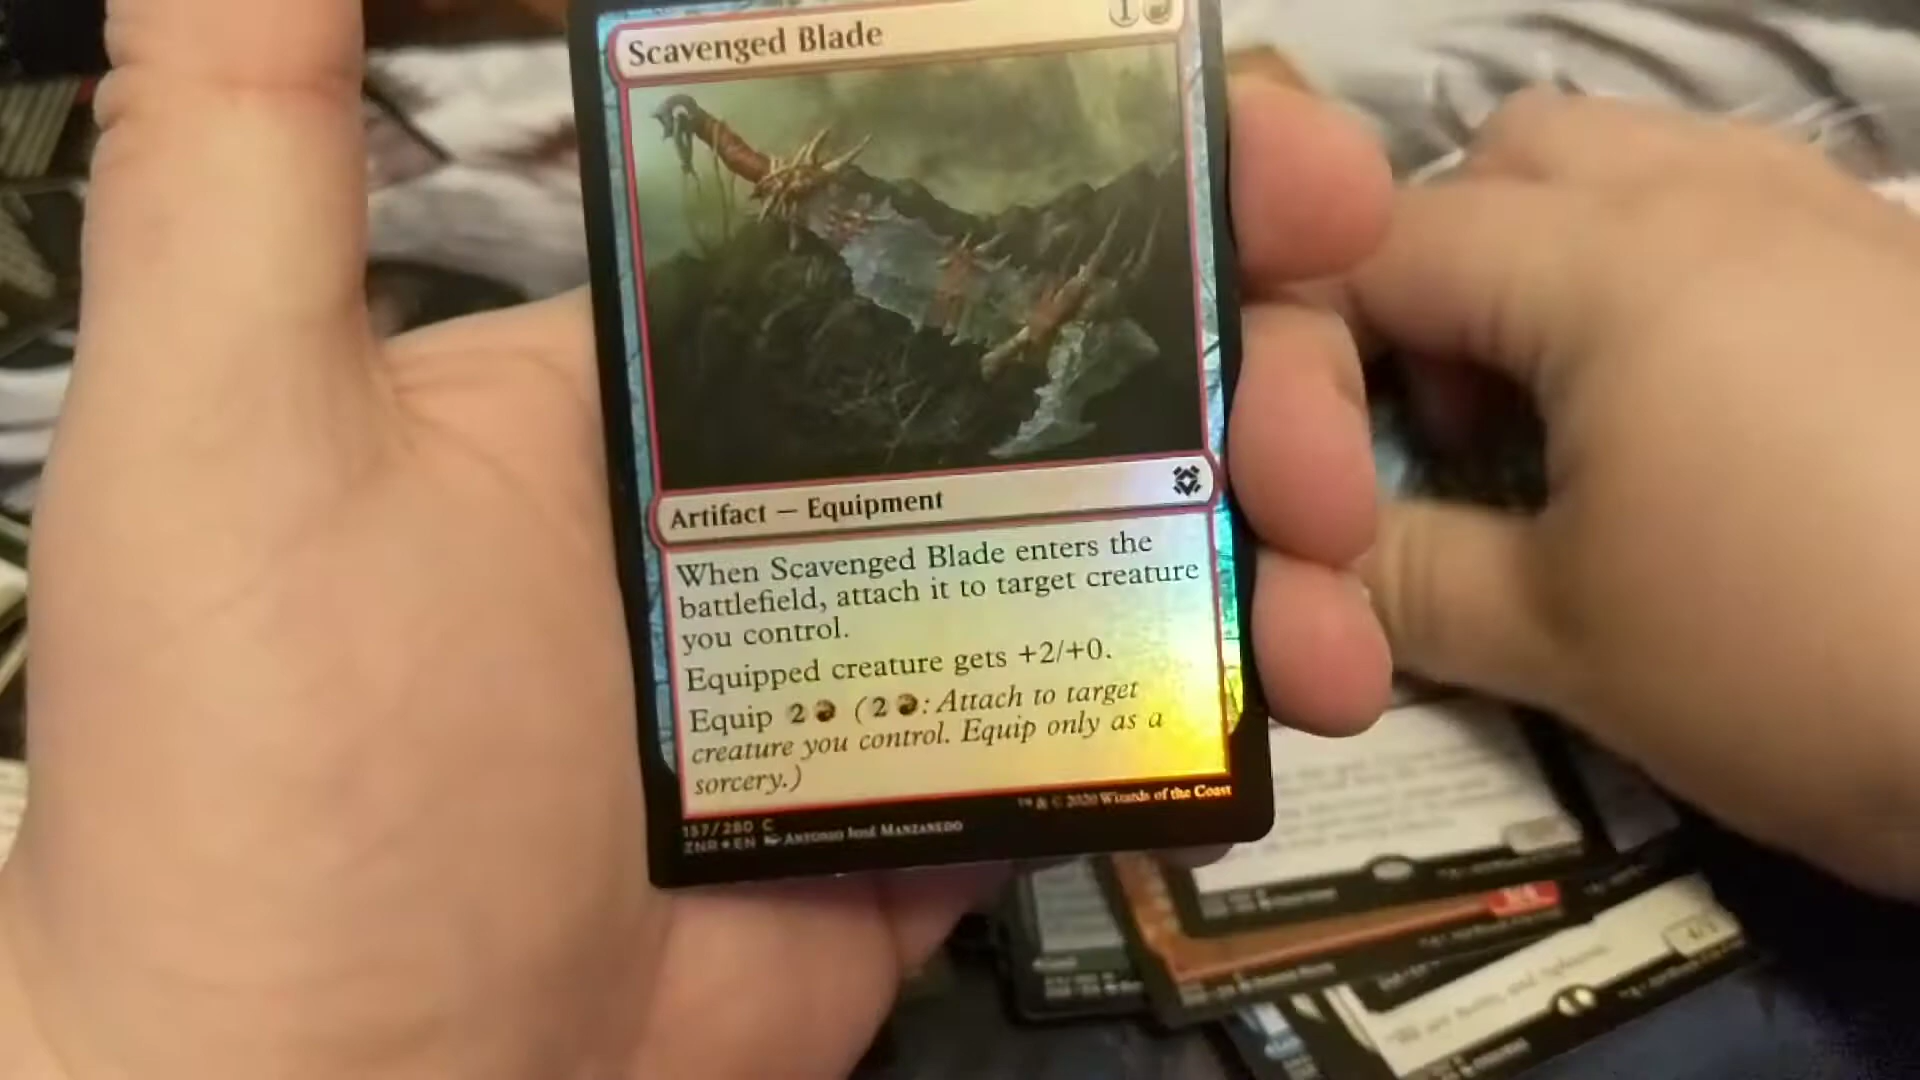 Scavenged Blade 1
Artifact — Equipment
When Scavenged Blade enters the
battlefield, attach it to target creature
you control.
Equipped creature gets +2/+0.
Equip 2 (2 : Attach to target
creature you control. Equip only as a
sorcery.)
™ & © 2020 Wizards of the Coast
157/280 C
ZNR EN Antonio José Manzanedo